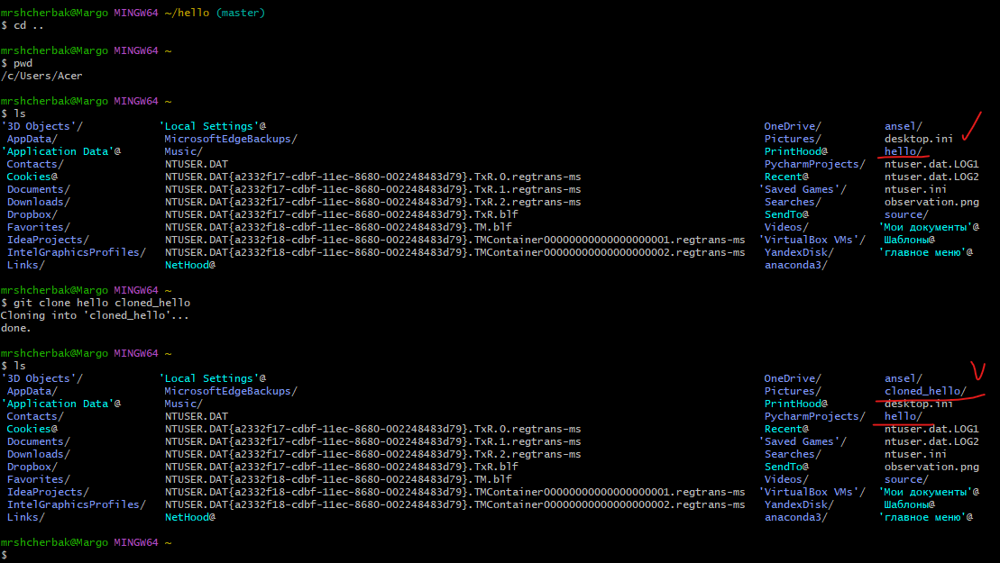 mrshcherbak@Margo MINGW64 ~/hello (master)
$ cd ..
mrshcherbak@Margo MINGW64 ~
$ pwd
/c/Users/Acer
mrshcherbak@Margo MINGW64 ~
$ ls
'3D Objects'/ 'Local Settings'@ OneDrive/ ansel/
AppData/ MicrosoftEdgeBackups/ Pictures/ desktop.ini
'Application Data'@ Music/ PrintHood@ hello/
Contacts/ NTUSER.DAT PycharmProjects/ ntuser.dat.LOG1
Cookies@ NTUSER.DAT{a2332f17-cdbf-11ec-8680-002248483d79}.TxR.0.regtrans-ms Recent@ ntuser.dat.LOG2
Documents/ NTUSER.DAT{a2332f17-cdbf-11ec-8680-002248483d79}.TxR.1.regtrans-ms 'Saved Games'/ ntuser.ini
Downloads/ NTUSER.DAT{a2332f17-cdbf-11ec-8680-002248483d79}.TxR.2.regtrans-ms Searches/ observation.png
Dropbox/ NTUSER.DAT{a2332f17-cdbf-11ec-8680-002248483d79}.TxR.blf SendTo@ source/
Favorites/ NTUSER.DAT{a2332f18-cdbf-11ec-8680-002248483d79}.TM.blf Videos/ 'Мои документы'@
IdeaProjects/ NTUSER.DAT{a2332f18-cdbf-11ec-8680-002248483d79}.TMContainer00000000000000000001.regtrans-ms 'VirtualBox VMs'/ Шаблоны@
IntelGraphicsProfiles/ NTUSER.DAT{a2332f18-cdbf-11ec-8680-002248483d79}.TMContainer00000000000000000002.regtrans-ms YandexDisk/ 'главное меню'@
Links/ NetHood@ anaconda3/
mrshcherbak@Margo MINGW64 ~
$ git clone hello cloned_hello
Cloning into 'cloned_hello'...
done.
mrshcherbak@Margo MINGW64 ~
$ ls
'3D Objects'/ 'Local Settings'@ OneDrive/ ansel/
AppData/ MicrosoftEdgeBackups/ Pictures/ cloned_hello/
'Application Data'@ Music/ PrintHood@ desktop.ini
Contacts/ NTUSER.DAT PycharmProjects/ hello/
Cookies@ NTUSER.DAT{a2332f17-cdbf-11ec-8680-002248483d79}.TxR.0.regtrans-ms Recent@ ntuser.dat.LOG1
Documents/ NTUSER.DAT{a2332f17-cdbf-11ec-8680-002248483d79}.TxR.1.regtrans-ms 'Saved Games'/ ntuser.dat.LOG2
Downloads/ NTUSER.DAT{a2332f17-cdbf-11ec-8680-002248483d79}.TxR.2.regtrans-ms Searches/ ntuser.ini
Dropbox/ NTUSER.DAT{a2332f17-cdbf-11ec-8680-002248483d79}.TxR.blf SendTo@ observation.png
Favorites/ NTUSER.DAT{a2332f18-cdbf-11ec-8680-002248483d79}.TM.blf Videos/ source/
IdeaProjects/ NTUSER.DAT{a2332f18-cdbf-11ec-8680-002248483d79}.TMContainer00000000000000000001.regtrans-ms 'VirtualBox VMs'/ 'Мои документы'@
IntelGraphicsProfiles/ NTUSER.DAT{a2332f18-cdbf-11ec-8680-002248483d79}.TMContainer00000000000000000002.regtrans-ms YandexDisk/ Шаблоны@
Links/ NetHood@ anaconda3/ 'главное меню'@
mrshcherbak@Margo MINGW64 ~
$